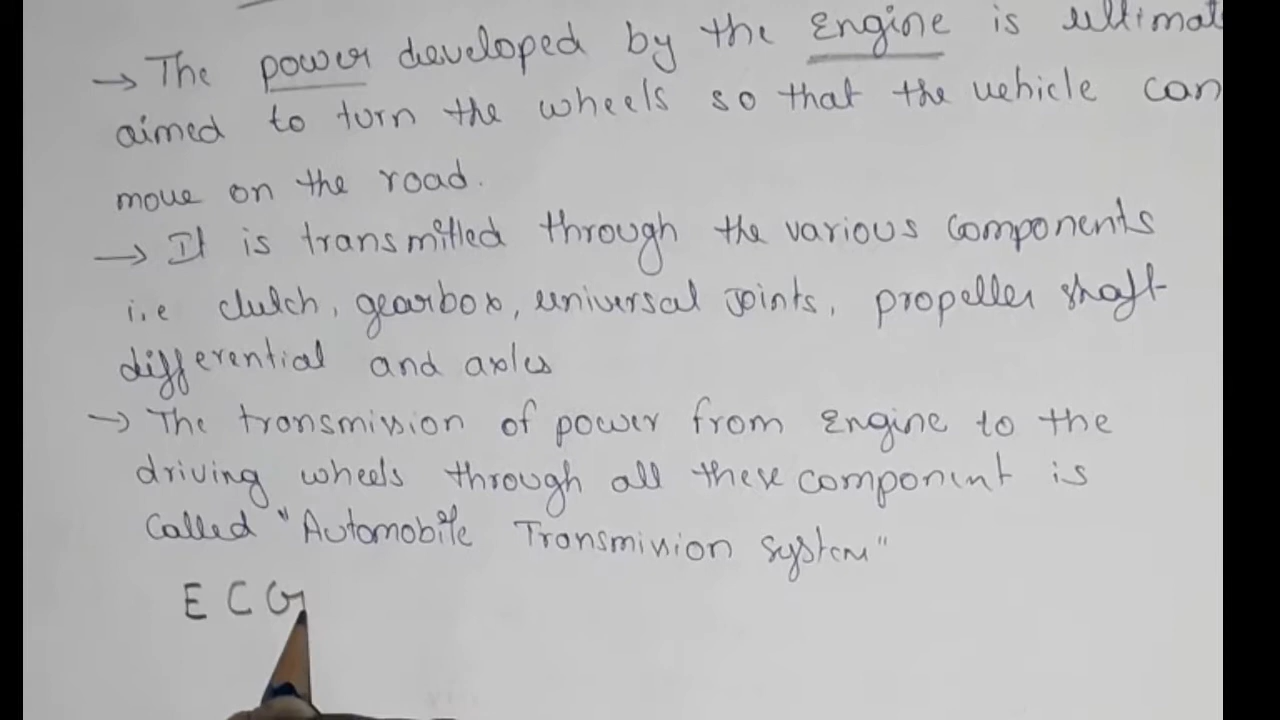 → The power developed by the Engine is ultimat
aimed to turn the wheels so that the vehicle can
move on the road.
→ It is transmitted through the various components
i.e clutch, gearbox, universal joints, propeller shaft
differential and axles
→ The transmission of power from Engine to the
driving wheels through all these component is
called "Automobile Transmission system"
E C G